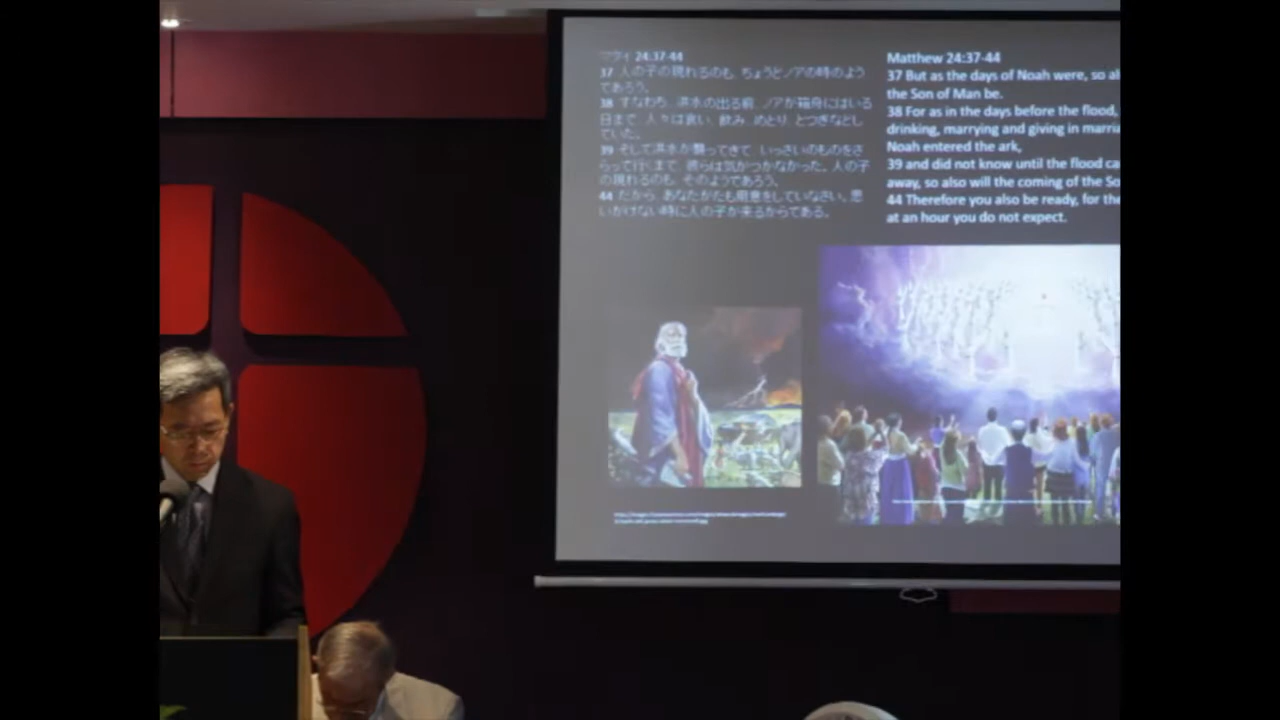 マタイ 24:37-44
37 人の子の現れるのも、ちょうどノアの時のよう
であろう。
38 すなわち、洪水の出る前、ノアが箱舟にはいる
日まで、人々は食い、飲み、めとり、とつぎなどし
ていた。
39 そして洪水が襲ってきて、いっさいのものをさ
らって行くまで、彼らは気がつかなかった。人の子
の現れるのも、そのようであろう。
44 だから、あなたがたも用意をしていなさい。思
いがけない時に人の子が来るからである。
Matthew 24:37-44
37 But as the days of Noah were, so al
the Son of Man be.
38 For as in the days before the flood,
drinking, marrying and giving in marria
Noah entered the ark,
39 and did not know until the flood ca
away, so also will the coming of the So
44 Therefore you also be ready, for the
at an hour you do not expect.